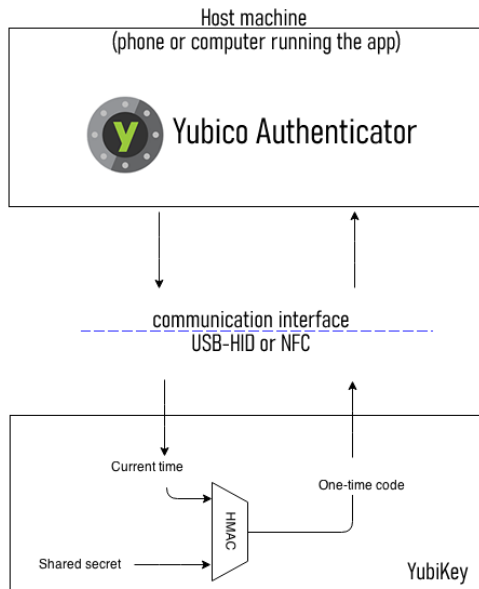 Host machine
(phone or computer running the app)
y Yubico Authenticator
communication interface
USB-HID or NFC
Current time
One-time code
HMAC
Shared secret
YubiKey